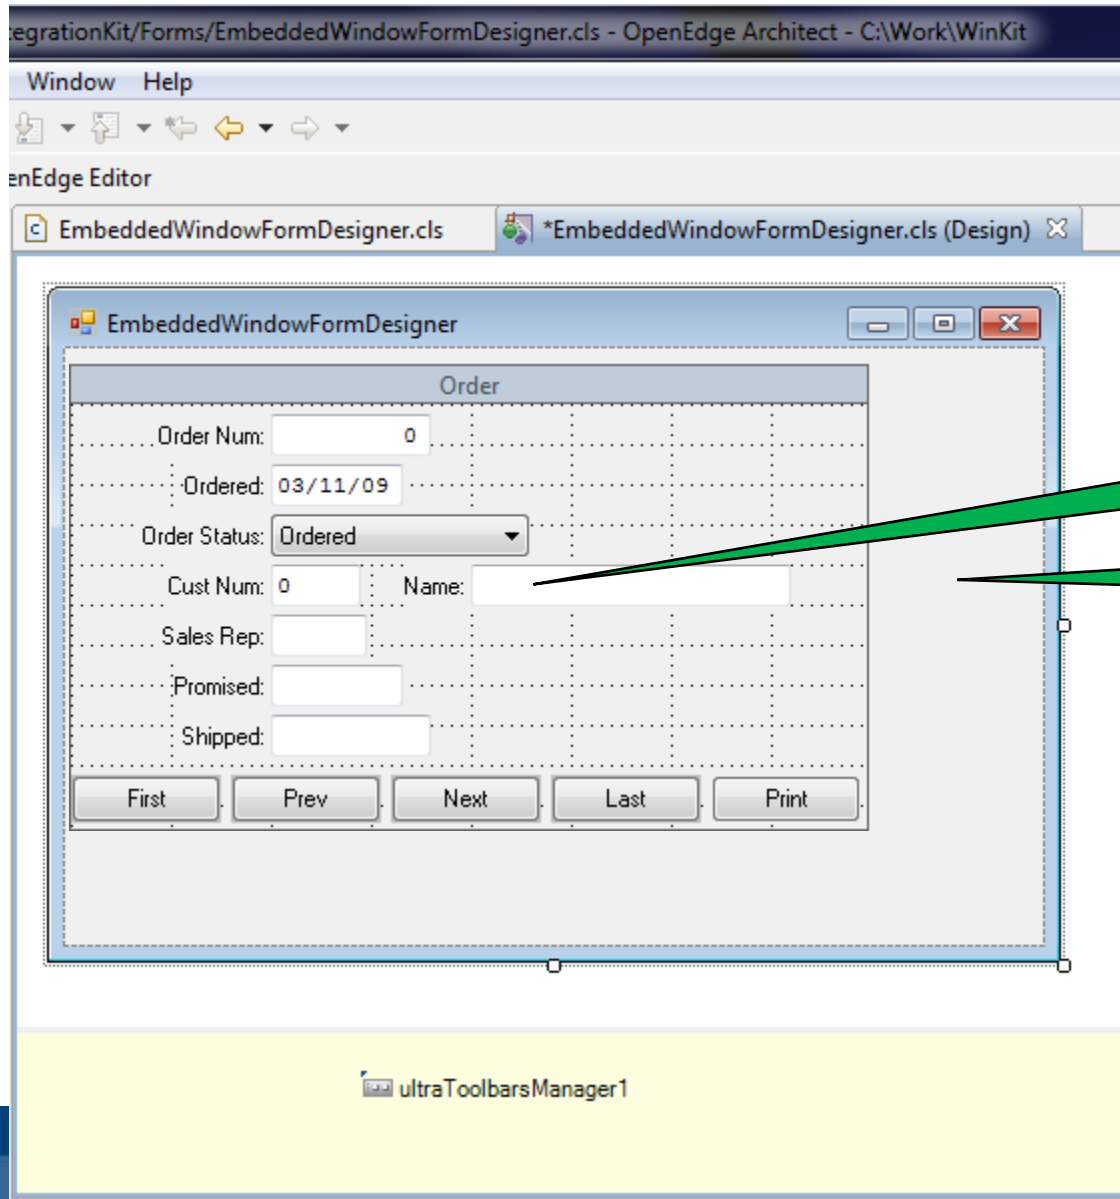 egrationKit/Forms/EmbeddedWindowFormDesigner.cls - OpenEdge Architect - C:\Work\WinKit
Window Help
enEdge Editor
EmbeddedWindowFormDesigner.cls *EmbeddedWindowFormDesigner.cls (Design)
EmbeddedWindowFormDesigner
Order
Order Num: 0
Ordered: 03/11/09
Order Status: Ordered
Cust Num: 0 Name:
Sales Rep:
Promised:
Shipped:
First Prev Next Last Print
ultraToolbarsManager1